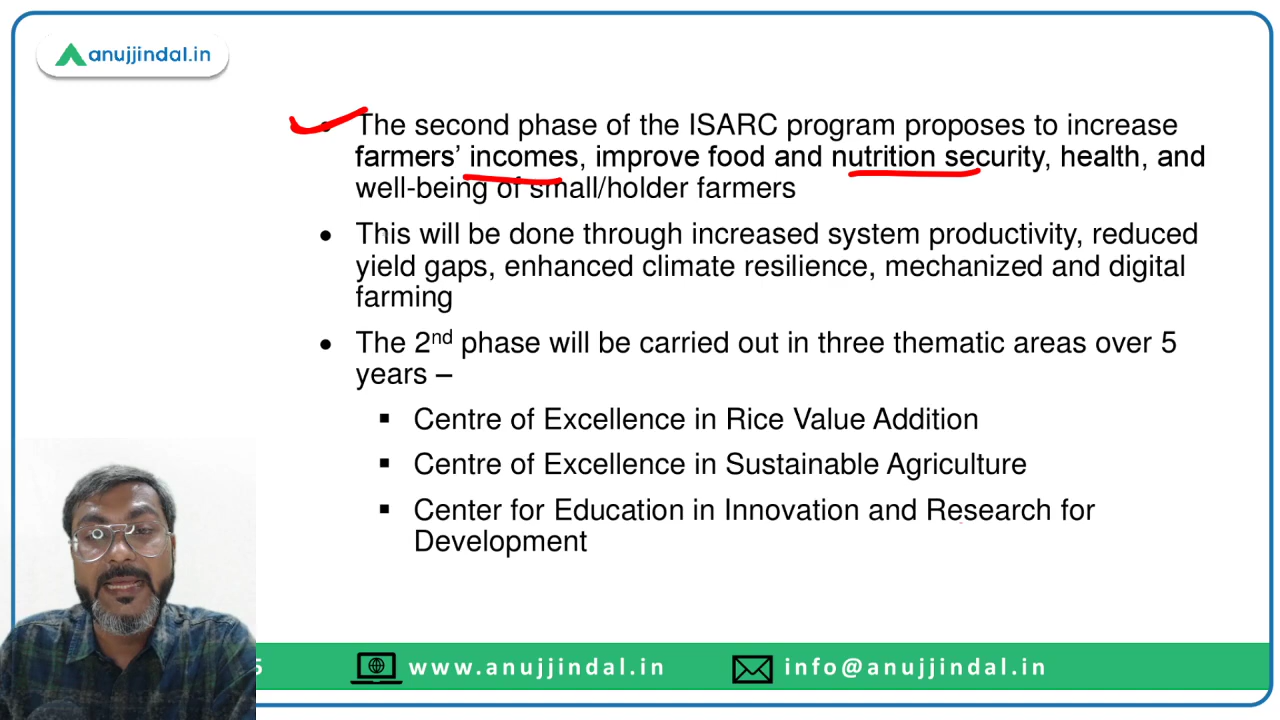 anujjindal.in
The second phase of the ISARC program proposes to increase
farmers’ incomes, improve food and nutrition security, health, and
well-being of small/holder farmers
• This will be done through increased system productivity, reduced
yield gaps, enhanced climate resilience, mechanized and digital
farming
• The 2nd phase will be carried out in three thematic areas over 5
years –
▪ Centre of Excellence in Rice Value Addition
▪ Centre of Excellence in Sustainable Agriculture
▪ Center for Education in Innovation and Research for
Development
5 www.anujjindal.in info@anujjindal.in